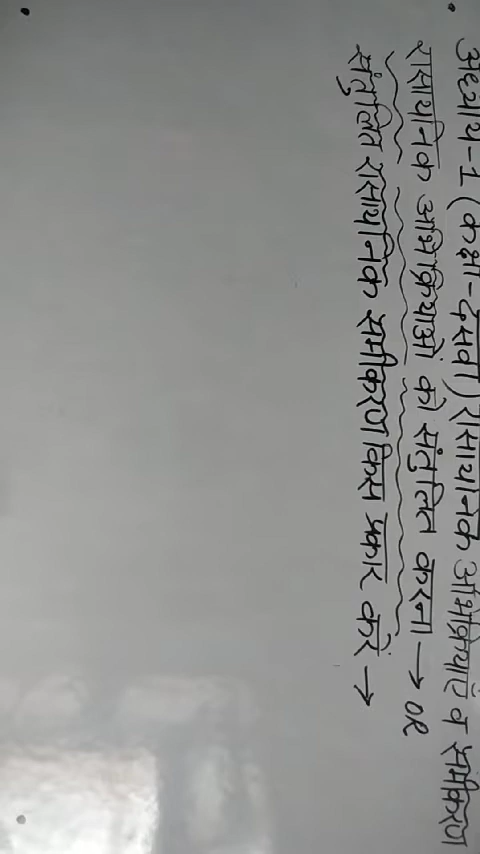 • अध्याय-1 (कक्षा-दसवीं) रासायनिक अभिक्रियाएं व समीकरण
रासायनिक अभिक्रियाओं को संतुलित करना → OR
संतुलित रासायनिक समीकरण किस प्रकार करें →